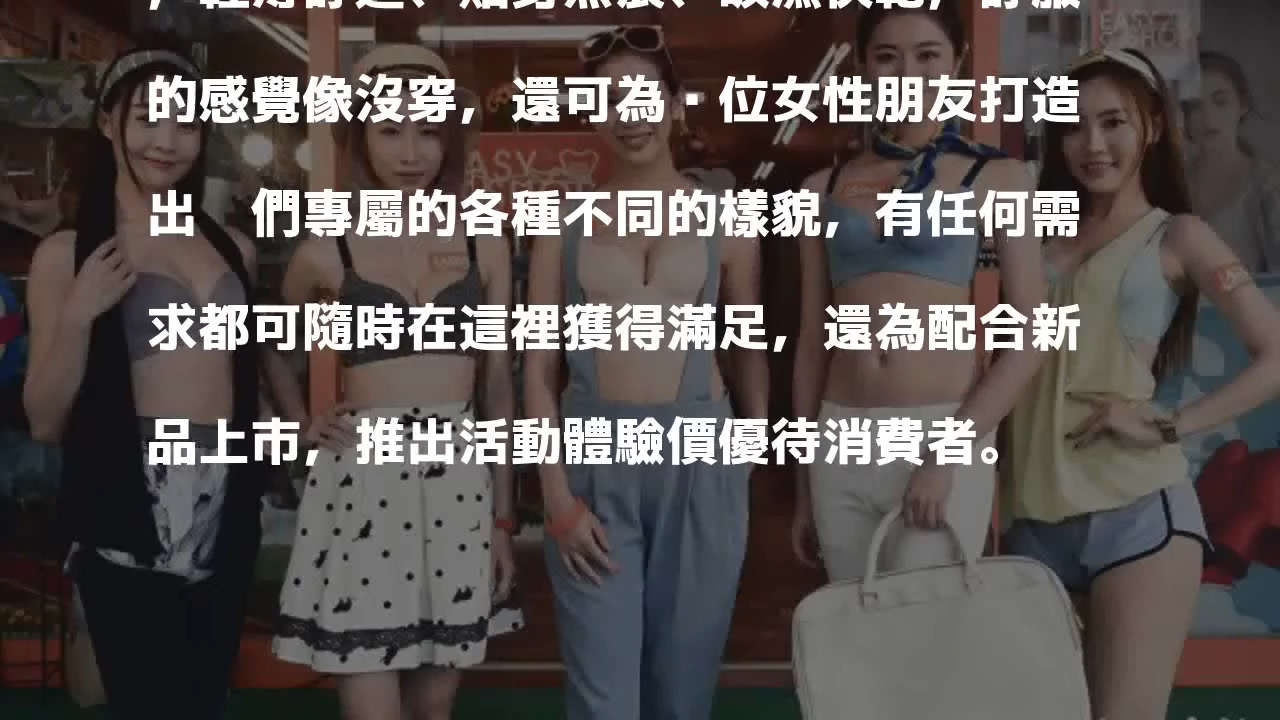 的感覺像沒穿，還可為▪位女性朋友打造
出　們專屬的各種不同的樣貌，有任何需
求都可隨時在這裡獲得滿足，還為配合新
品上市，推出活動體驗價優待消費者。
EASY